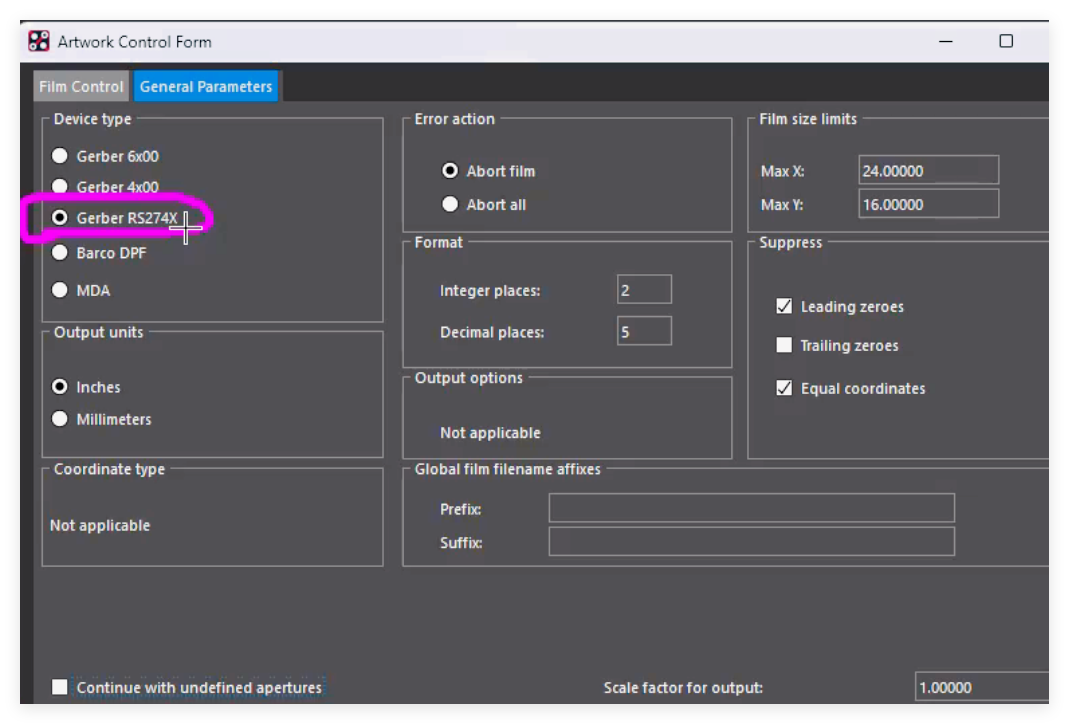 Artwork Control Form
Film Control
General Parameters
Device type
Gerber 6x00
Gerber 4x00
Gerber RS274X
Barco DPF
MDA
Output units
Inches
Millimeters
Coordinate type
Not applicable
Error action
Abort film
Abort all
Format
Integer places: 2
Decimal places: 5
Output options
Not applicable
Film size limits
Max X: 24.00000
Max Y: 16.00000
Suppress
Leading zeroes
Trailing zeroes
Equal coordinates
Global film filename affixes
Prefix:
Suffix:
Continue with undefined apertures
Scale factor for output: 1.00000